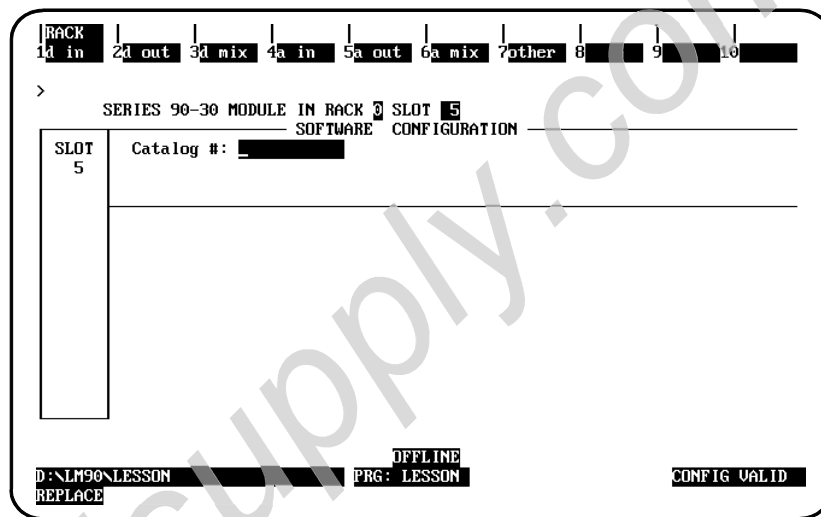 RACK
1d in 2d out 3d mix 4a in 5a out 6a mix 7other 8 9 10
>
SERIES 90-30 MODULE IN RACK 0 SLOT 5
SOFTWARE CONFIGURATION
SLOT Catalog #: _
5
OFFLINE
D:\LM90\LESSON PRG: LESSON CONFIG VALID
REPLACE
supply.com